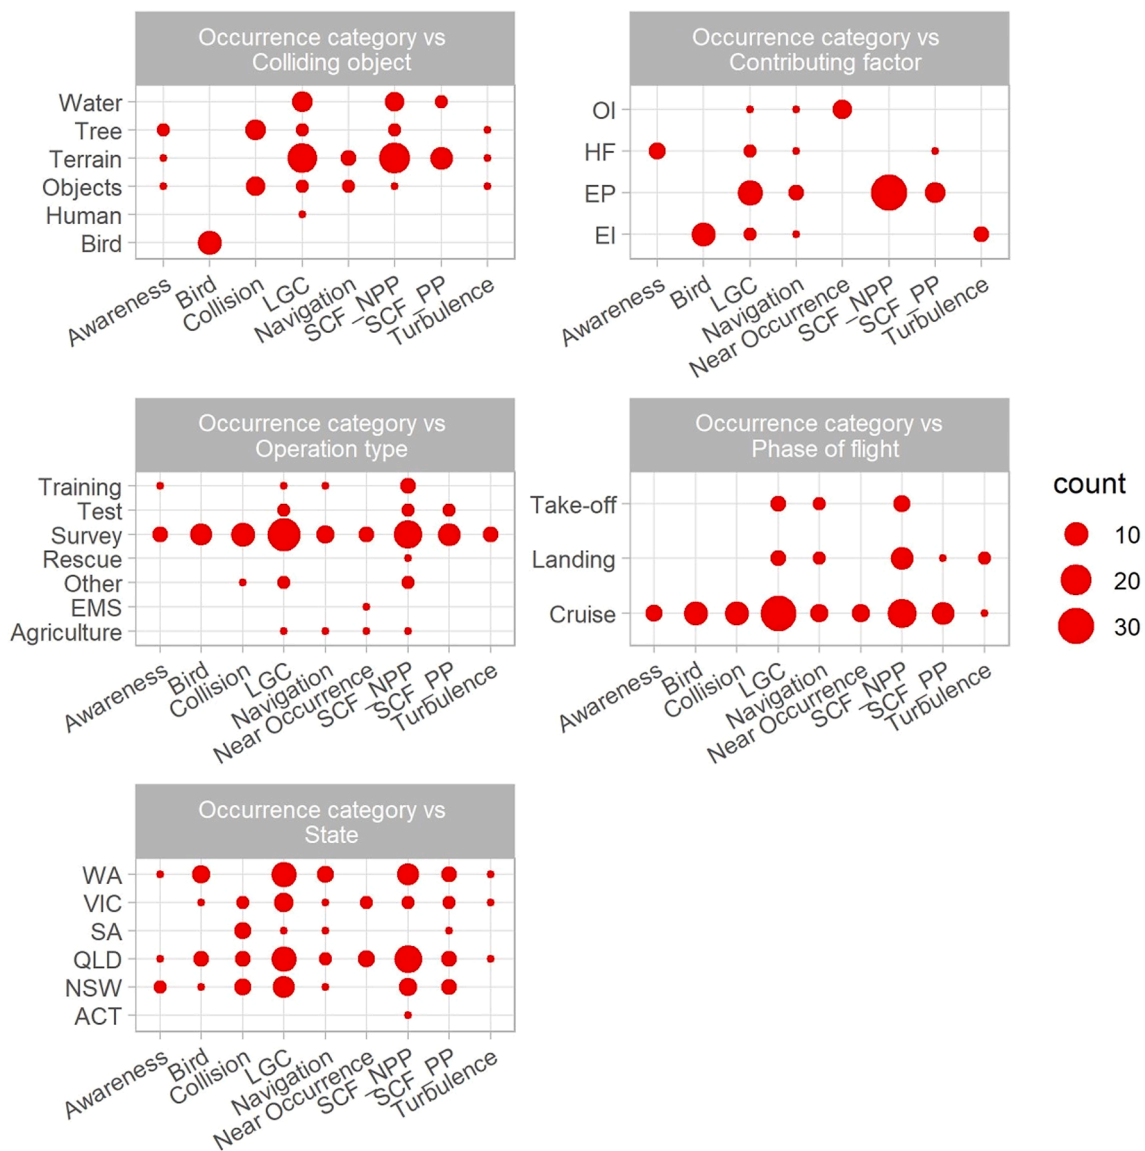 Occurrence category vs
Colliding object
Water
Tree
Terrain
Objects
Human
Bird
Awareness
Bird
Collision
LGC
Navigation
SCF_NPP
SCF_PP
Turbulence
Occurrence category vs
Contributing factor
OI
HF
EP
EI
Awareness
Bird
LGC
Navigation
Near Occurrence
SCF_NPP
SCF_PP
Turbulence
Occurrence category vs
Operation type
Training
Test
Survey
Rescue
Other
EMS
Agriculture
Awareness
Bird
Collision
LGC
Navigation
Near Occurrence
SCF_NPP
SCF_PP
Turbulence
Occurrence category vs
Phase of flight
Take-off
Landing
Cruise
Awareness
Bird
Collision
LGC
Navigation
Near Occurrence
SCF_NPP
SCF_PP
Turbulence
count
10
20
30
Occurrence category vs
State
WA
VIC
SA
QLD
NSW
ACT
Awareness
Bird
Collision
LGC
Navigation
Near Occurrence
SCF_NPP
SCF_PP
Turbulence